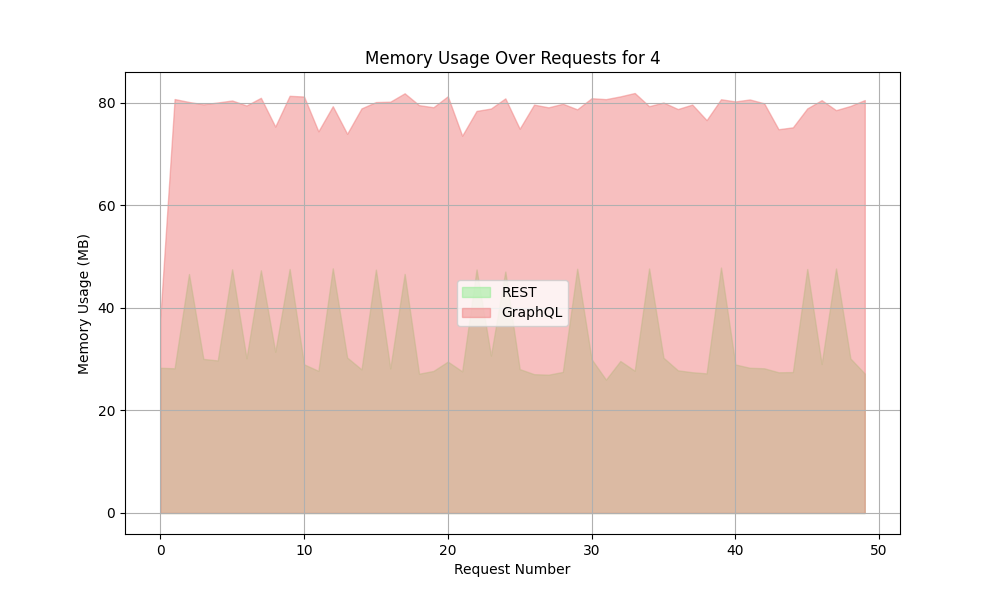 Memory Usage Over Requests for 4
Memory Usage (MB)
80
60
40
20
0
REST
GraphQL
0 10 20 30 40 50
Request Number